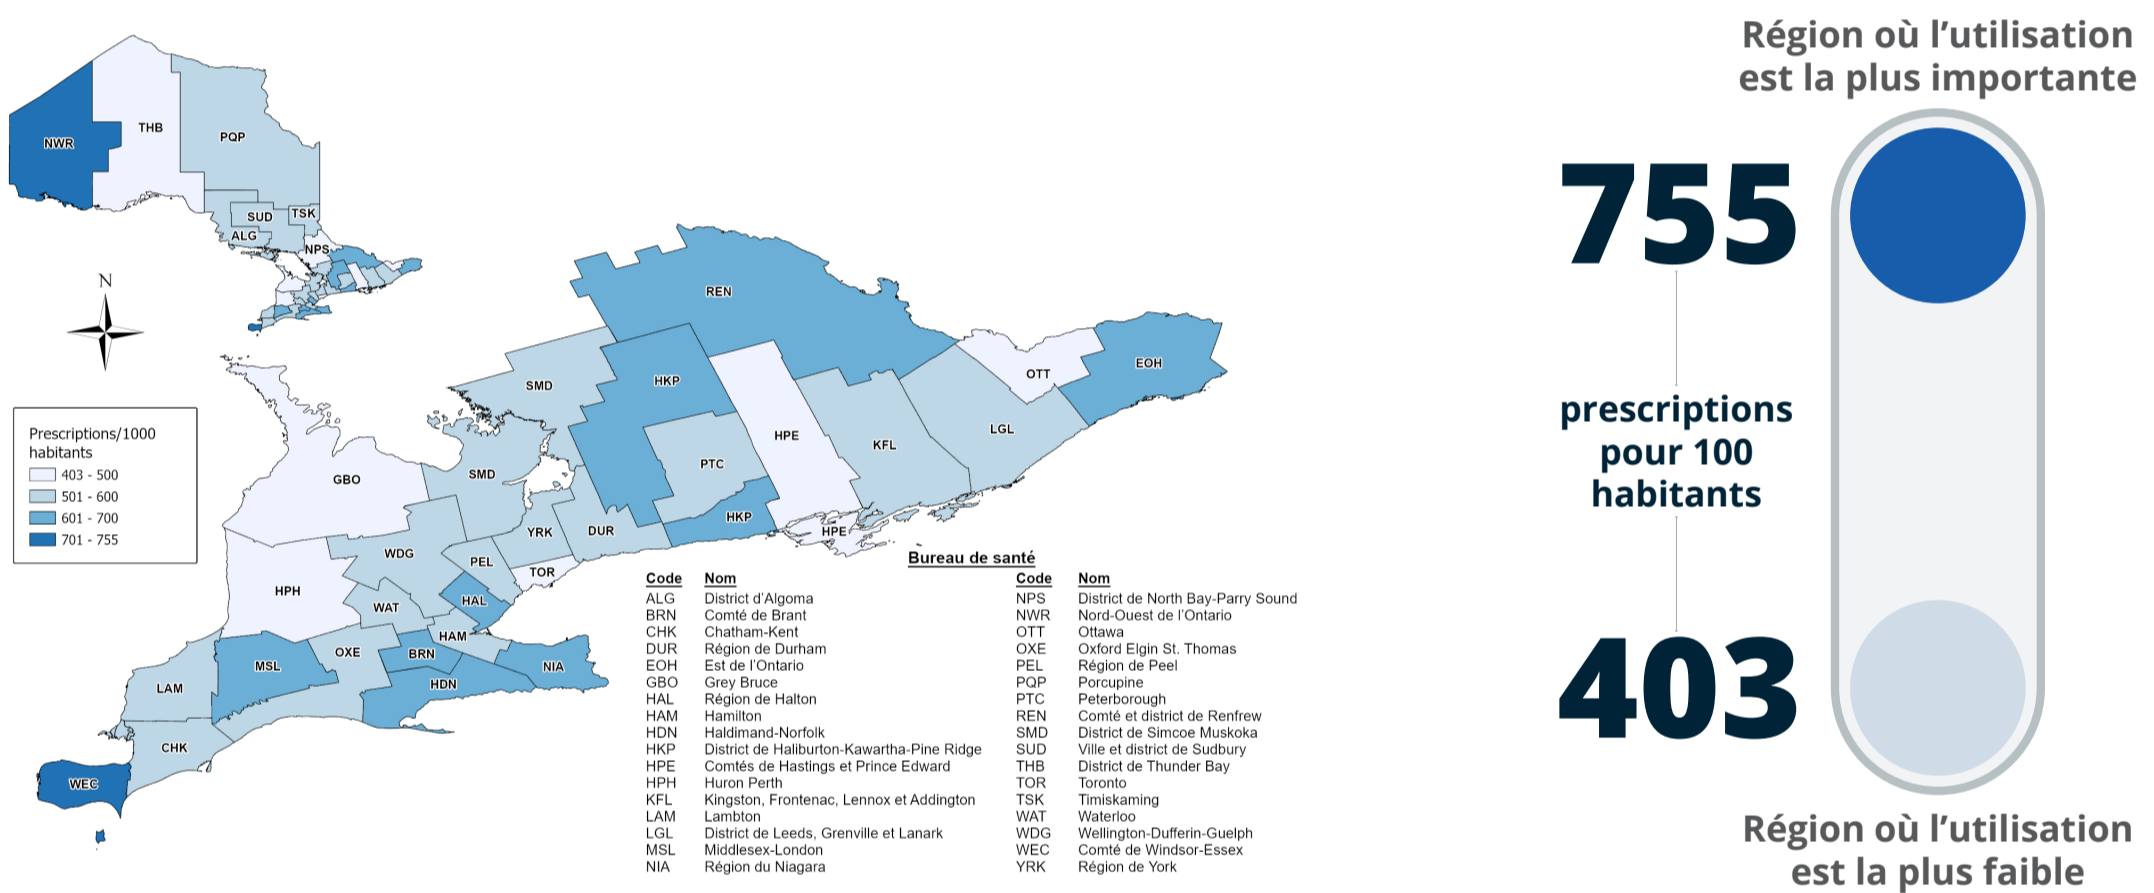 NWR
THB
PQP
SUD
TSK
ALG
NPS
N
REN
SMD
HKP
OTT
EOH
HPE
KFL
LGL
PTC
SMD
GBO
HKP
HPE
YRK
DUR
WDG
PEL
TOR
HPH
WAT
HAL
HAM
OXE
BRN
MSL
NIA
HDN
LAM
CHK
WEC
Prescriptions/1000
habitants
403 - 500
501 - 600
601 - 700
701 - 755
Bureau de santé
Code Nom Code Nom
ALG District d'Algoma NPS District de North Bay-Parry Sound
BRN Comté de Brant NWR Nord-Ouest de l'Ontario
CHK Chatham-Kent OTT Ottawa
DUR Région de Durham OXE Oxford Elgin St. Thomas
EOH Est de l'Ontario PEL Région de Peel
GBO Grey Bruce PQP Porcupine
HAL Région de Halton PTC Peterborough
HAM Hamilton REN Comté et district de Renfrew
HDN Haldimand-Norfolk SMD District de Simcoe Muskoka
HKP District de Haliburton-Kawartha-Pine Ridge SUD Ville et district de Sudbury
HPE Comtés de Hastings et Prince Edward THB District de Thunder Bay
HPH Huron Perth TOR Toronto
KFL Kingston, Frontenac, Lennox et Addington TSK Timiskaming
LAM Lambton WAT Waterloo
LGL District de Leeds, Grenville et Lanark WDG Wellington-Dufferin-Guelph
MSL Middlesex-London WEC Comté de Windsor-Essex
NIA Région du Niagara YRK Région de York
Région où l'utilisation
est la plus importante
755
prescriptions
pour 100
habitants
403
Région où l'utilisation
est la plus faible